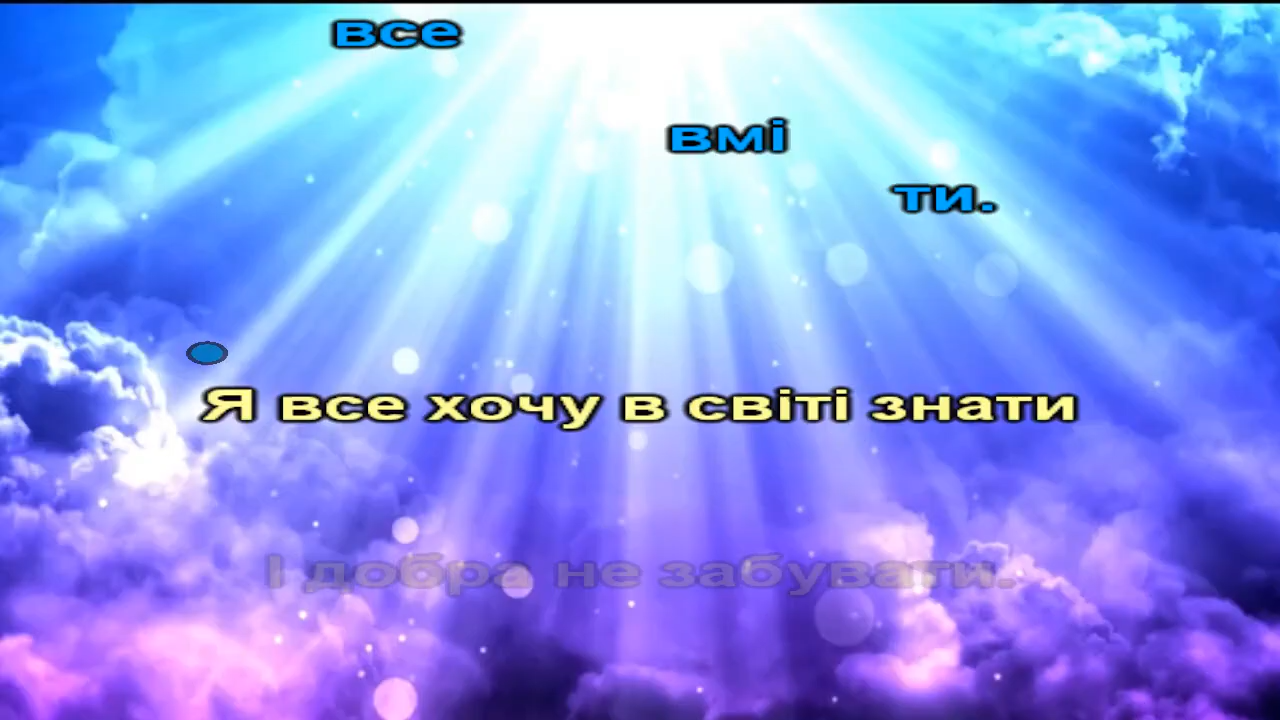 все
вмі
ти.
Я все хочу в світі знати
І добра не забувати.